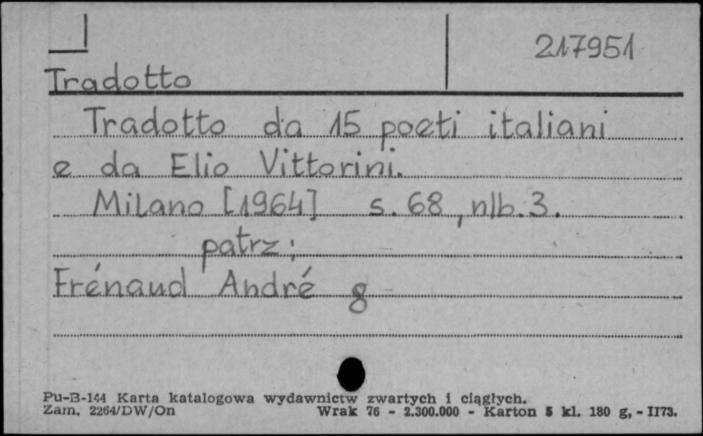 217951
Tradotto
Tradotto da 15 poeti italiani
e da Elio Vittorini.
Milano [1964] s. 68, nlb. 3.
patrz:
Frénaud André g
Pu-B-144 Karta katalogowa wydawnictw zwartych i ciągłych.
Zam. 2264/DW/On Wrak 76 - 2.300.000 - Karton 5 kl. 180 g, - II73.